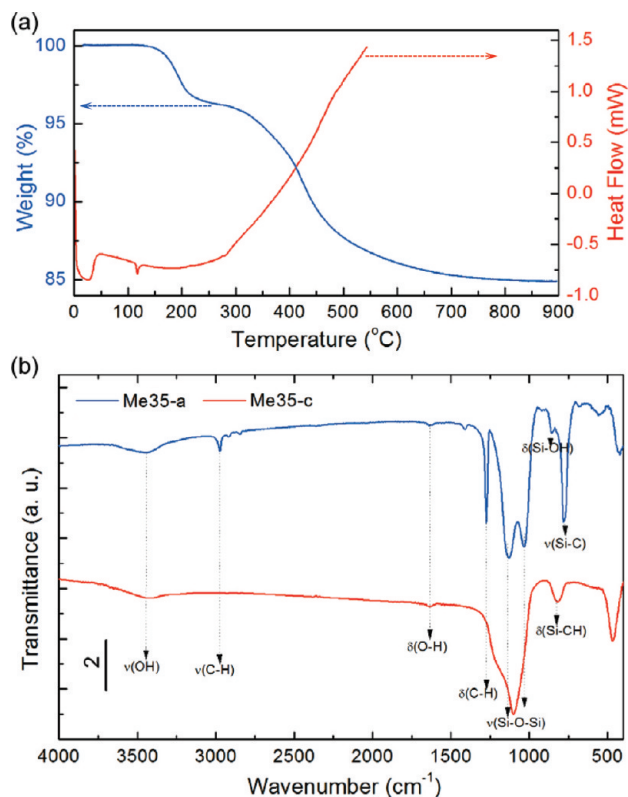 (a)
100
95
90
85
Weight (%)
1.5
1.0
0.5
0.0
-0.5
-1.0
Heat Flow (mW)
0 100 200 300 400 500 600 700 800 900
Temperature (°C)
(b)
Me35-a Me35-c
δ(Si-OH)
ν(Si-C)
ν(OH)
ν(C-H)
δ(O-H)
δ(C-H)
ν(Si-O-Si)
δ(Si-CH)
2
Transmittance (a. u.)
4000 3500 3000 2500 2000 1500 1000 500
Wavenumber (cm⁻¹)